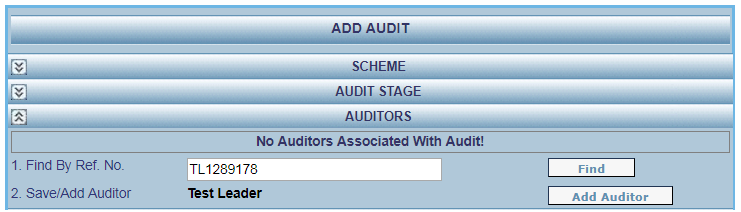 ADD AUDIT
SCHEME
AUDIT STAGE
AUDITORS
No Auditors Associated With Audit!
1. Find By Ref. No. TL1289178 Find
2. Save/Add Auditor Test Leader Add Auditor